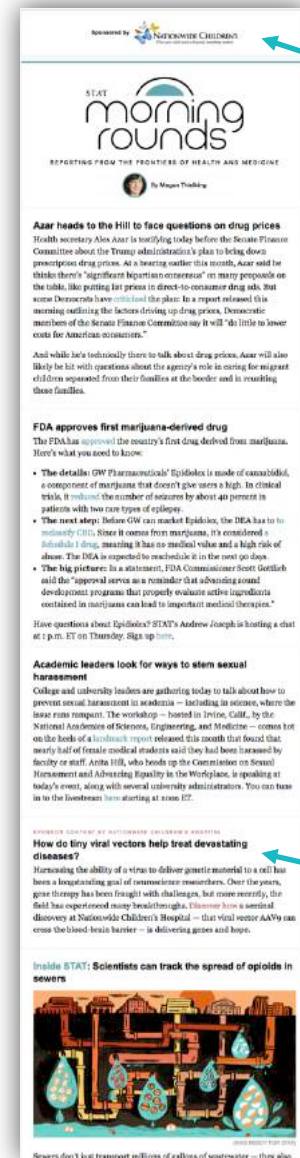 Sponsored by NATIONWIDE CHILDREN'S
STAT
morning
rounds
REPORTING FROM THE FRONTIERS OF HEALTH AND MEDICINE
By Megan Thielking
Azar heads to the Hill to face questions on drug prices
Health secretary Alex Azar is testifying today before the Senate Finance
Committee about the Trump administration's plan to bring down
prescription drug prices. At a hearing earlier this month, Azar said he
thinks there's "significant bipartisan consensus" on many proposals on
the table, like putting list prices in direct-to-consumer drug ads. But
some Democrats have criticized the plan: In a report released this
morning outlining the factors driving up drug prices, Democratic
members of the Senate Finance Committee say it will "do little to lower
costs for American consumers."
And while he's technically there to talk about drug prices, Azar will also
likely be hit with questions about the agency's role in caring for migrant
children separated from their families at the border and in reuniting
those families.
FDA approves first marijuana-derived drug
The FDA has approved the country's first drug derived from marijuana.
Here's what you need to know:
• The details: GW Pharmaceuticals' Epidiolex is made of cannabidiol,
a component of marijuana that doesn't give users a high. In clinical
trials, it reduced the number of seizures by about 40 percent in
patients with two rare types of epilepsy.
• The next step: Before GW can market Epidiolex, the DEA has to to
reclassify CBD. Since it comes from marijuana, it's considered a
Schedule I drug, meaning it has no medical value and a high risk of
abuse. The DEA is expected to reschedule it in the next 90 days.
• The big picture: In a statement, FDA Commissioner Scott Gottlieb
said the "approval serves as a reminder that advancing sound
development programs that properly evaluate active ingredients
contained in marijuana can lead to important medical therapies."
Have questions about Epidiolex? STAT's Andrew Joseph is hosting a chat
at 1 p.m. ET on Thursday. Sign up here.
Academic leaders look for ways to stem sexual
harassment
College and university leaders are gathering today to talk about how to
prevent sexual harassment in academia — including in science, where the
issue runs rampant. The workshop — hosted in Irvine, Calif., by the
National Academies of Sciences, Engineering, and Medicine — comes hot
on the heels of a landmark report released this month that found that
nearly half of female medical students said they had been harassed by
faculty or staff. Anita Hill, who heads up the Commission on Sexual
Harassment and Advancing Equality in the Workplace, is speaking at
today's event, along with several university administrators. You can tune
in to the livestream here starting at noon ET.
SPONSOR CONTENT BY NATIONWIDE CHILDREN'S HOSPITAL
How do tiny viral vectors help treat devastating
diseases?
Harnessing the ability of a virus to deliver genetic material to a cell has
been a longstanding goal of neuroscience researchers. Over the years,
gene therapy has been fraught with challenges, but more recently, the
field has experienced many breakthroughs. Discover how a seminal
discovery at Nationwide Children's Hospital — that viral vector AAV9 can
cross the blood-brain barrier — is delivering genes and hope.
Inside STAT: Scientists can track the spread of opioids in
sewers
Sewers don't just transport millions of gallons of wastewater — they also